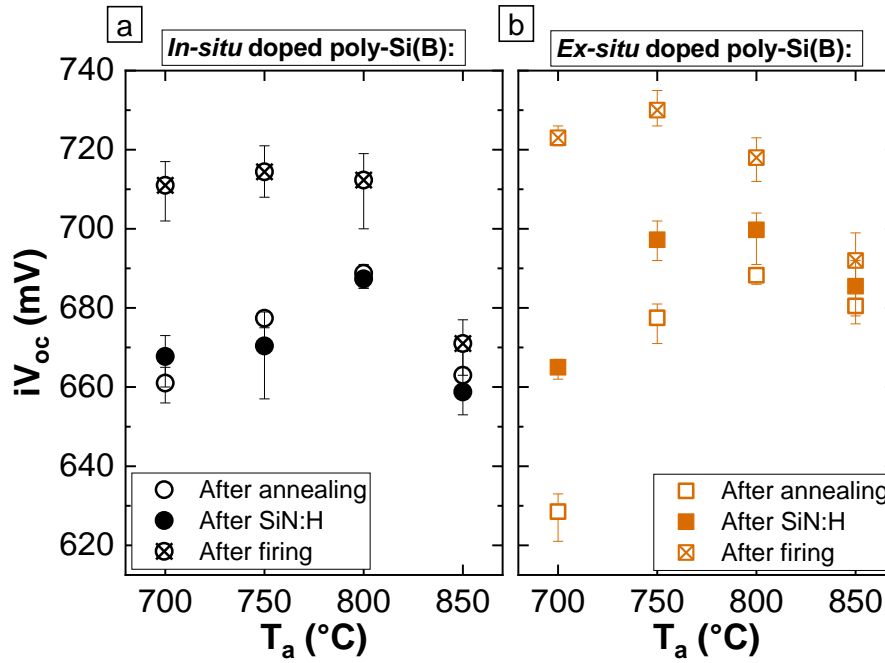 a
In-situ doped poly-Si(B):
b
Ex-situ doped poly-Si(B):
740
720
700
680
660
640
620
iVoc (mV)
After annealing
After SiN:H
After firing
After annealing
After SiN:H
After firing
700 750 800 850
700 750 800 850
Ta (°C)
Ta (°C)